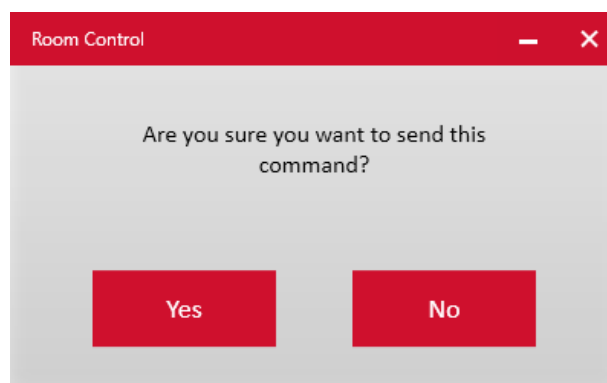 Room Control
Are you sure you want to send this
command?
Yes
No